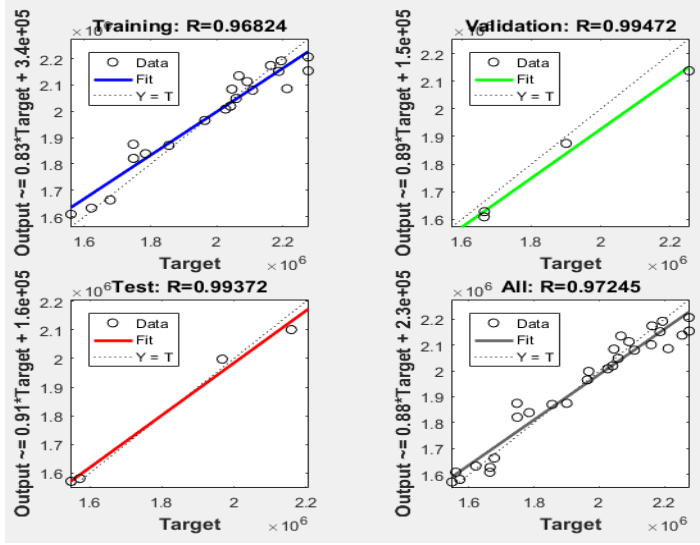 Training: R=0.96824
Output ~= 0.83*Target + 3.4e+05
2.2
2.1
2
1.9
1.8
1.7
1.6
Data
Fit
Y = T
1.6 1.8 2 2.2
Target
× 10^6
Validation: R=0.99472
Output ~= 0.89*Target + 1.5e+05
2.2
2.1
2
1.9
1.8
1.7
1.6
Data
Fit
Y = T
1.6 1.8 2 2.2
Target
× 10^6
× 10^6
Test: R=0.99372
Output ~= 0.91*Target + 1.6e+05
2.2
2.1
2
1.9
1.8
1.7
1.6
Data
Fit
Y = T
1.6 1.8 2 2.2
Target
× 10^6
× 10^6
All: R=0.97245
Output ~= 0.88*Target + 2.3e+05
2.2
2.1
2
1.9
1.8
1.7
1.6
Data
Fit
Y = T
1.6 1.8 2 2.2
Target
× 10^6